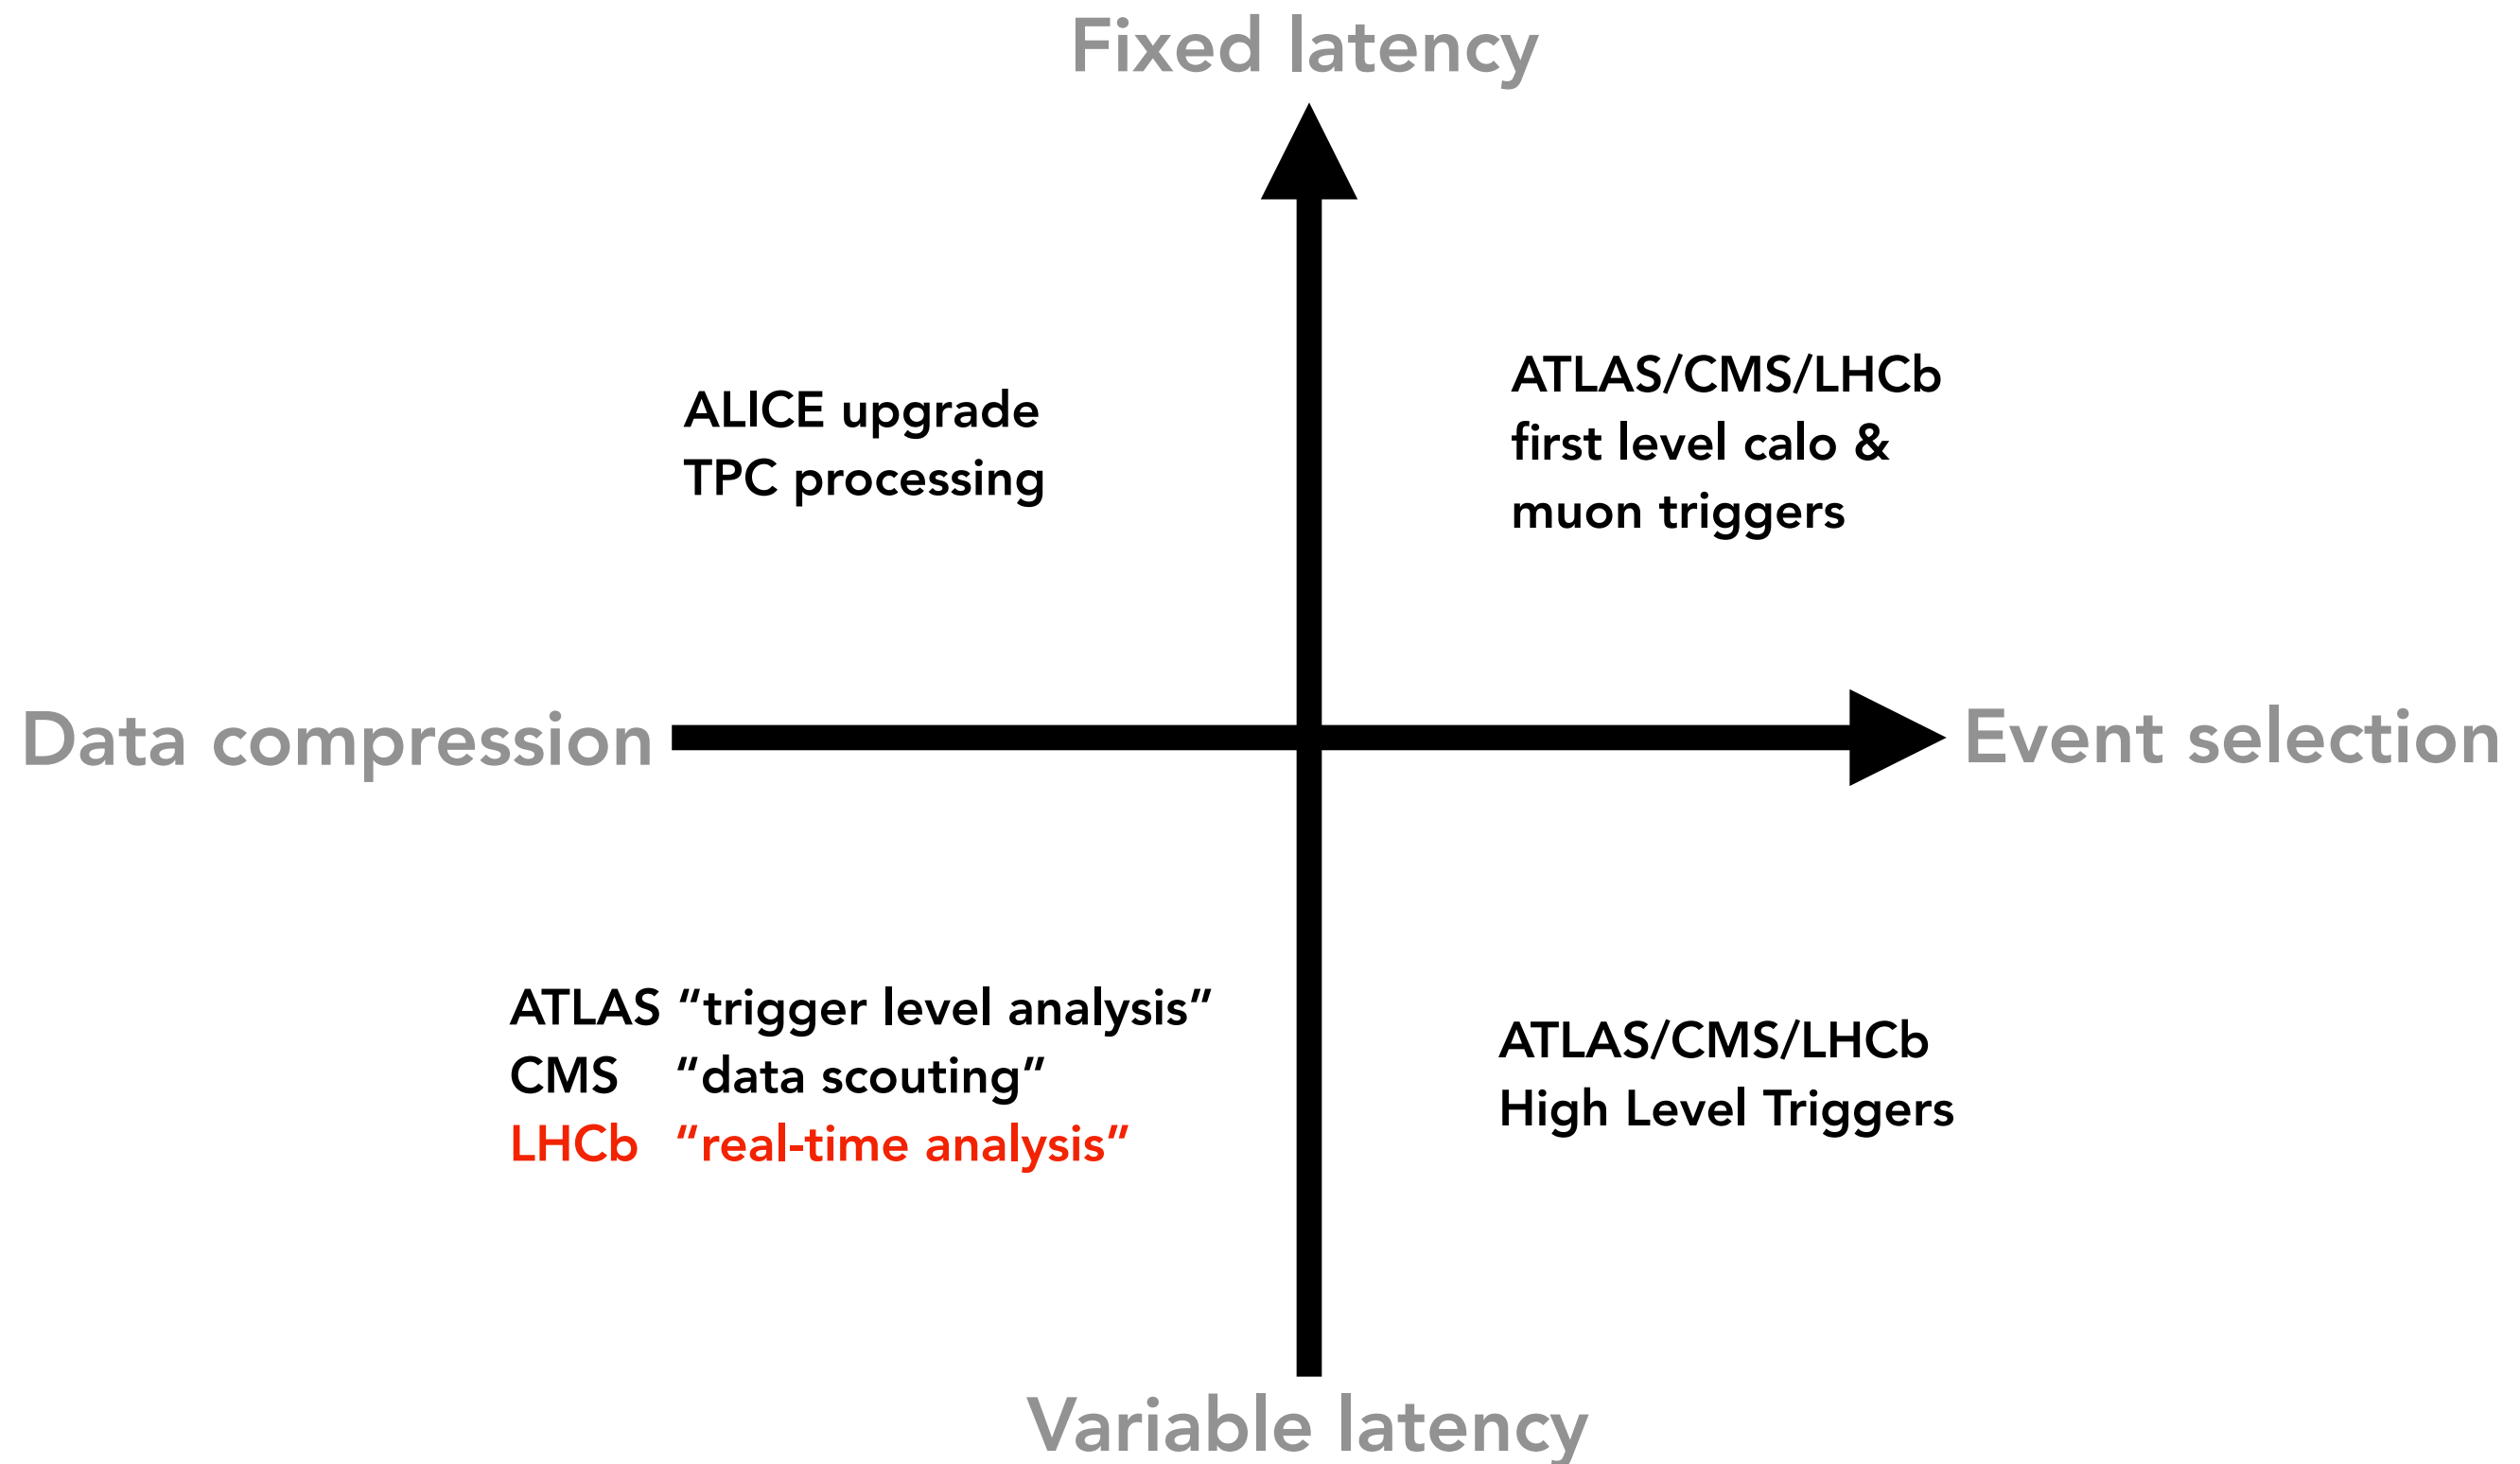 Fixed latency
ALICE upgrade
TPC processing
ATLAS/CMS/LHCb
first level calo &
muon triggers
Data compression
Event selection
ATLAS “trigger level analysis”
CMS “data scouting”
LHCb “real-time analysis”
ATLAS/CMS/LHCb
High Level Triggers
Variable latency